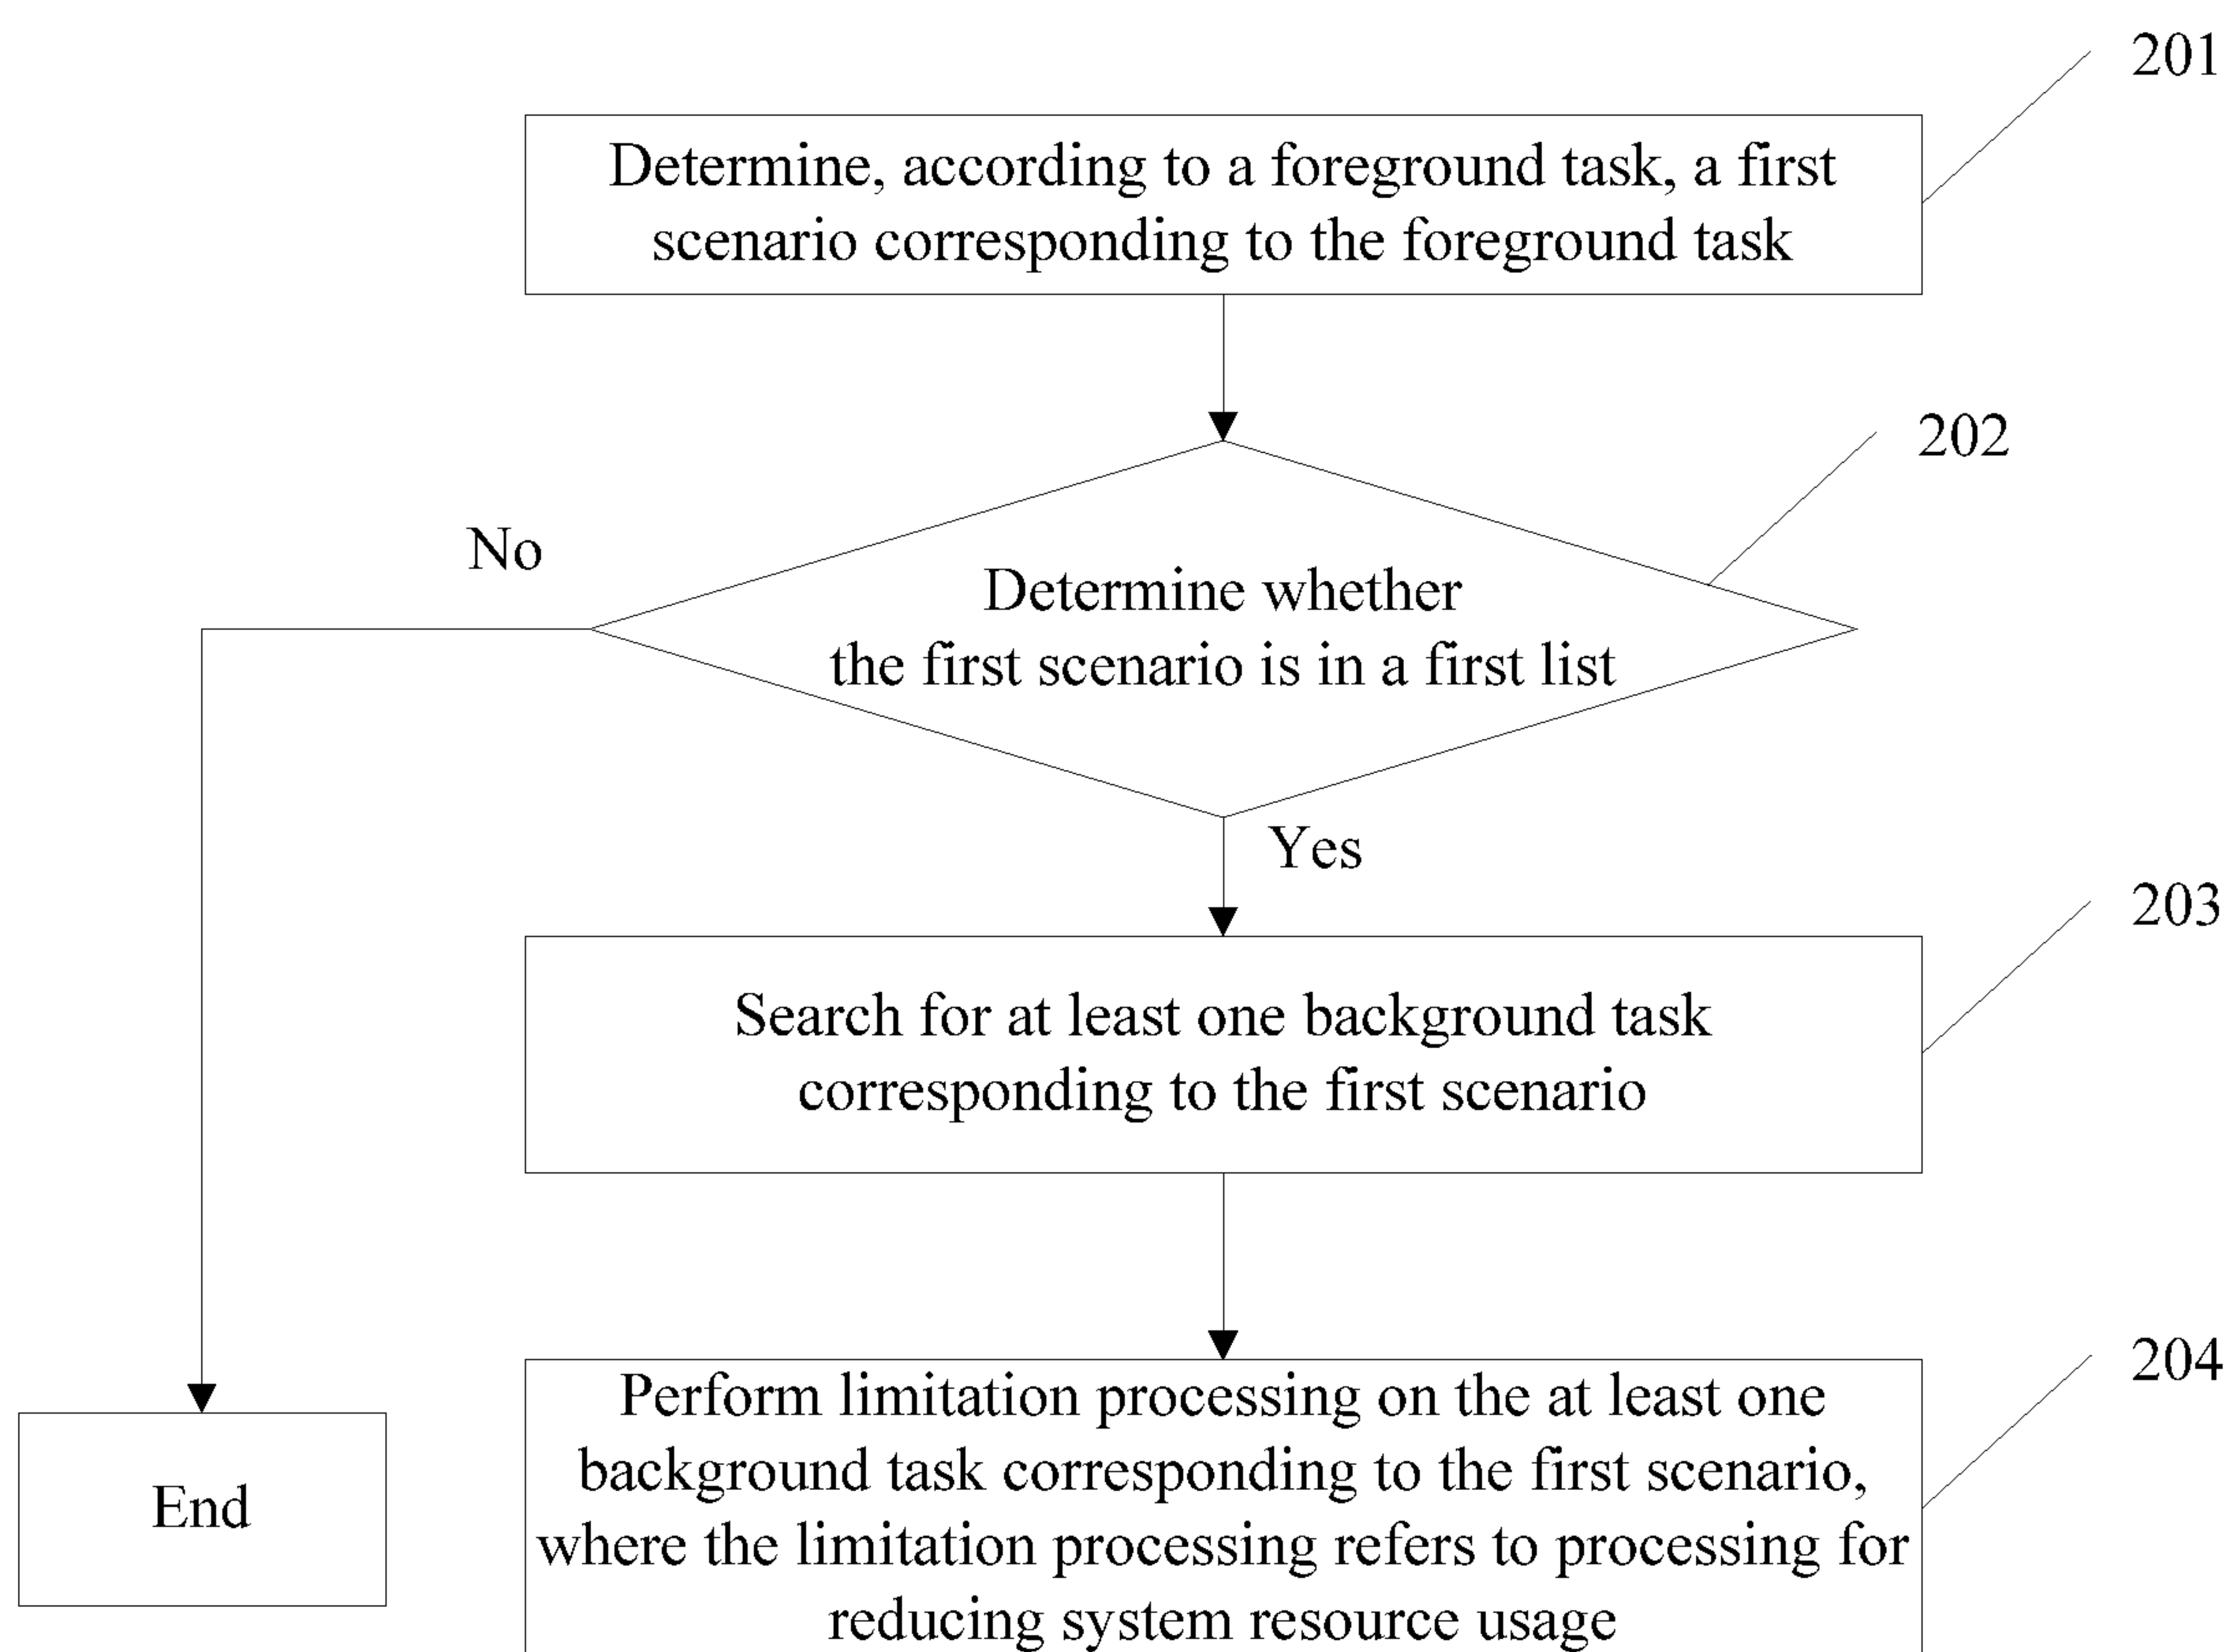 201
Determine, according to a foreground task, a first
scenario corresponding to the foreground task
202
No
Determine whether
the first scenario is in a first list
Yes
203
Search for at least one background task
corresponding to the first scenario
204
Perform limitation processing on the at least one
background task corresponding to the first scenario,
where the limitation processing refers to processing for
reducing system resource usage
End